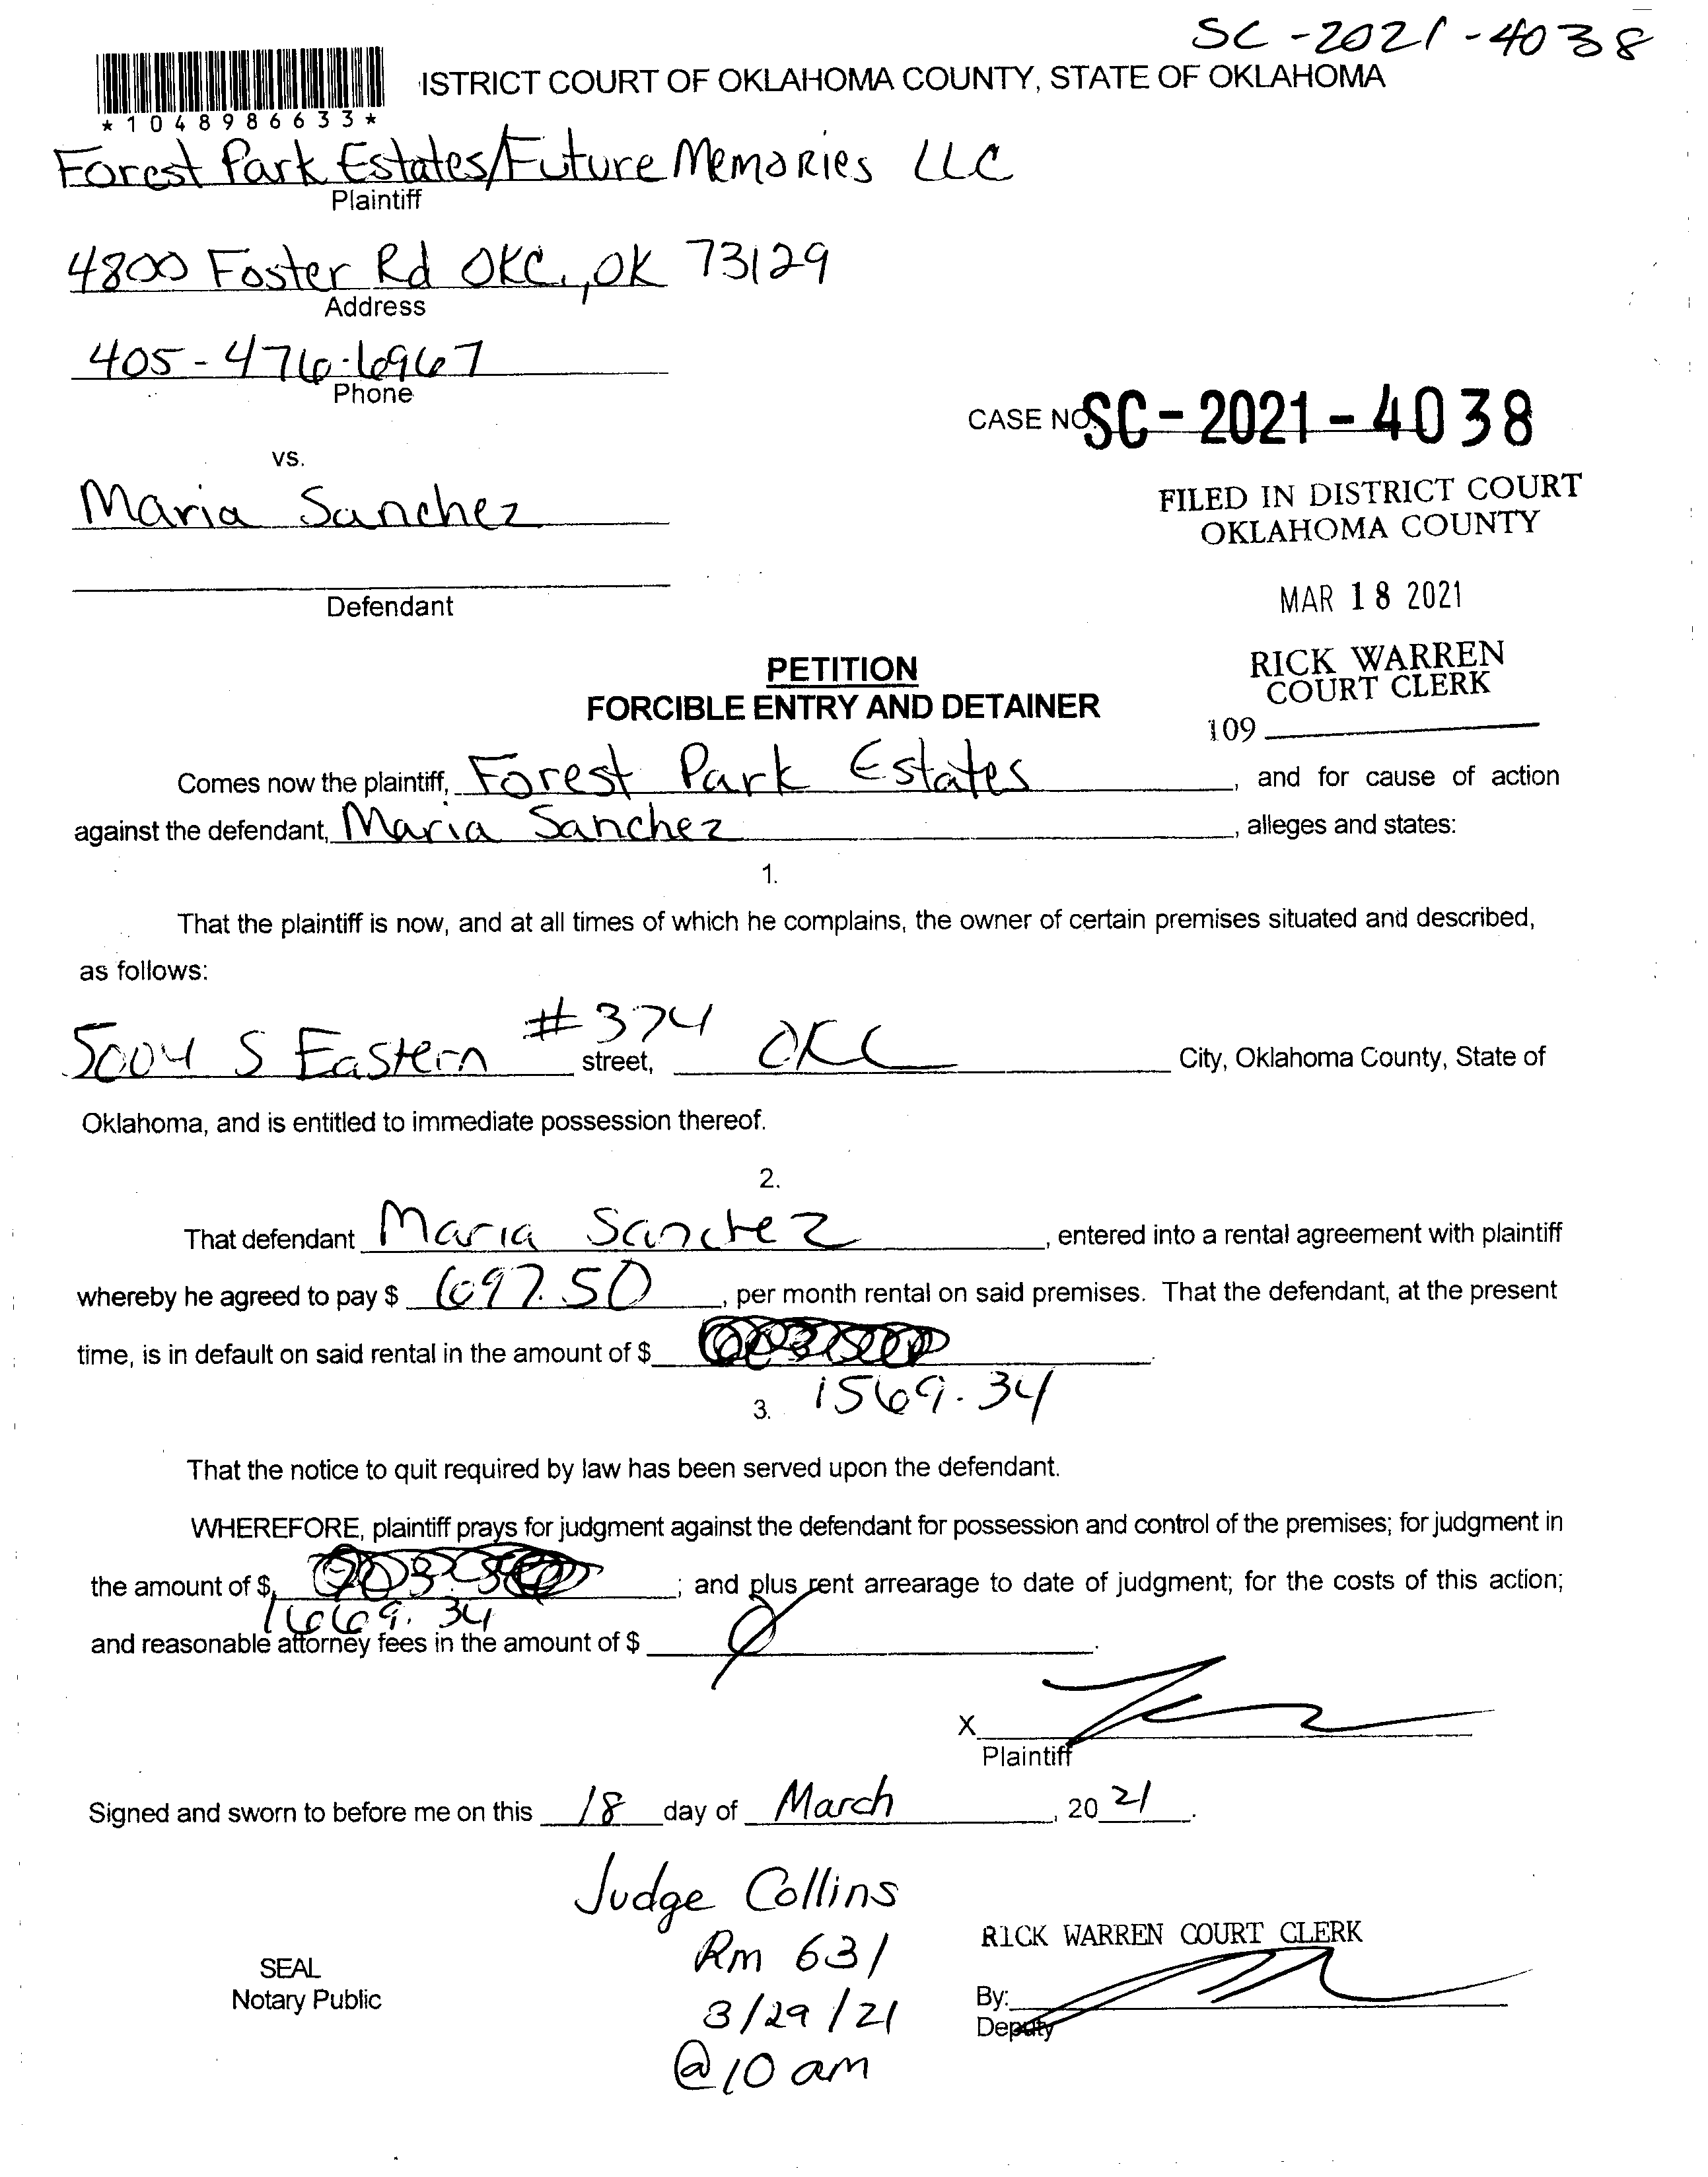 SC-2021-4038
ISTRICT COURT OF OKLAHOMA COUNTY, STATE OF OKLAHOMA
*1048986633*
Forest Park Estates/Future Memories LLC
Plaintiff
4800 Foster Rd OKC., OK 73129
Address
405-476-6967
Phone
CASE NO. SC-2021-4038
vs.
Maria Sanchez
FILED IN DISTRICT COURT
OKLAHOMA COUNTY
Defendant
MAR 18 2021
RICK WARREN
COURT CLERK
109
PETITION
FORCIBLE ENTRY AND DETAINER
Comes now the plaintiff, Forest Park Estates, and for cause of action
against the defendant, Maria Sanchez, alleges and states:
1.
That the plaintiff is now, and at all times of which he complains, the owner of certain premises situated and described,
as follows:
5004 S Eastern #374 street, OKC City, Oklahoma County, State of
Oklahoma, and is entitled to immediate possession thereof.
2.
That defendant Maria Sanchez, entered into a rental agreement with plaintiff
whereby he agreed to pay $ 697.50, per month rental on said premises. That the defendant, at the present
time, is in default on said rental in the amount of $ .
1569.34
3.
That the notice to quit required by law has been served upon the defendant.
WHEREFORE, plaintiff prays for judgment against the defendant for possession and control of the premises; for judgment in
the amount of $ ; and plus rent arrearage to date of judgment; for the costs of this action;
1669.34
and reasonable attorney fees in the amount of $ Ø.
X
Plaintiff
Signed and sworn to before me on this 18 day of March, 20 21.
Judge Collins
Rm 631
3/29/21
@10 am
SEAL
Notary Public
RICK WARREN COURT CLERK
By:
Deputy